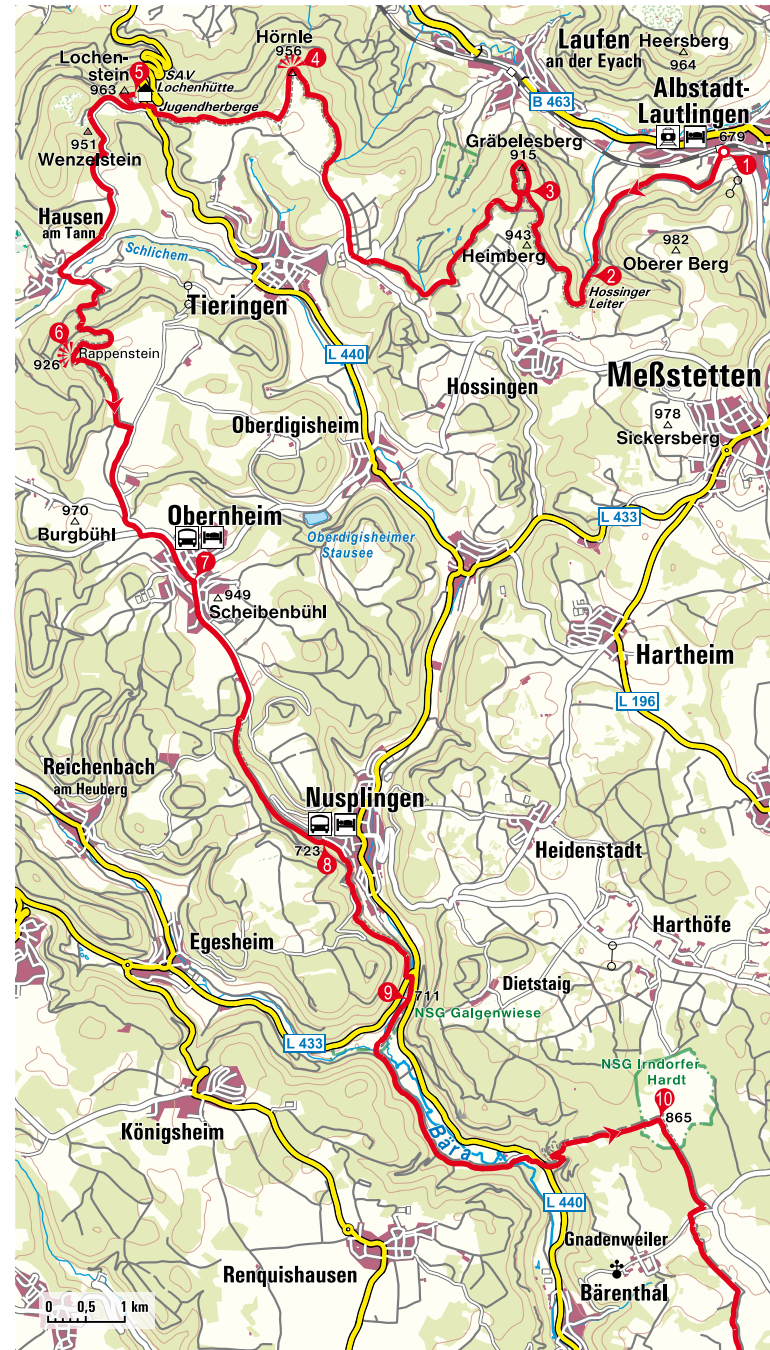 Hörnle
956
4
Laufen
an der Eyach
Heersberg
964
Lochen-
stein
963
5
SAV
Lochenhütte
Jugendherberge
B 463
Albstadt-
Lautlingen
679
1
951
Wenzelstein
Gräbelesberg
915
3
Hausen
am Tann
Schlichem
943
Heimberg
982
Oberer Berg
2
Hossinger
Leiter
Tieringen
6
926
Rappenstein
L 440
Hossingen
Meßstetten
978
Sickersberg
Oberdigisheim
970
Burgbühl
Obernheim
7
Oberdigisheimer
Stausee
L 433
949
Scheibenbühl
Hartheim
L 196
Reichenbach
am Heuberg
Nusplingen
723
8
Heidenstadt
Egesheim
Harthöfe
9
711
NSG Galgenwiese
Dietstaig
L 433
NSG Irndorfer
Hardt
10
865
Königsheim
Bära
L 440
Gnadenweiler
Renquishausen
Bärenthal
0 0,5 1 km